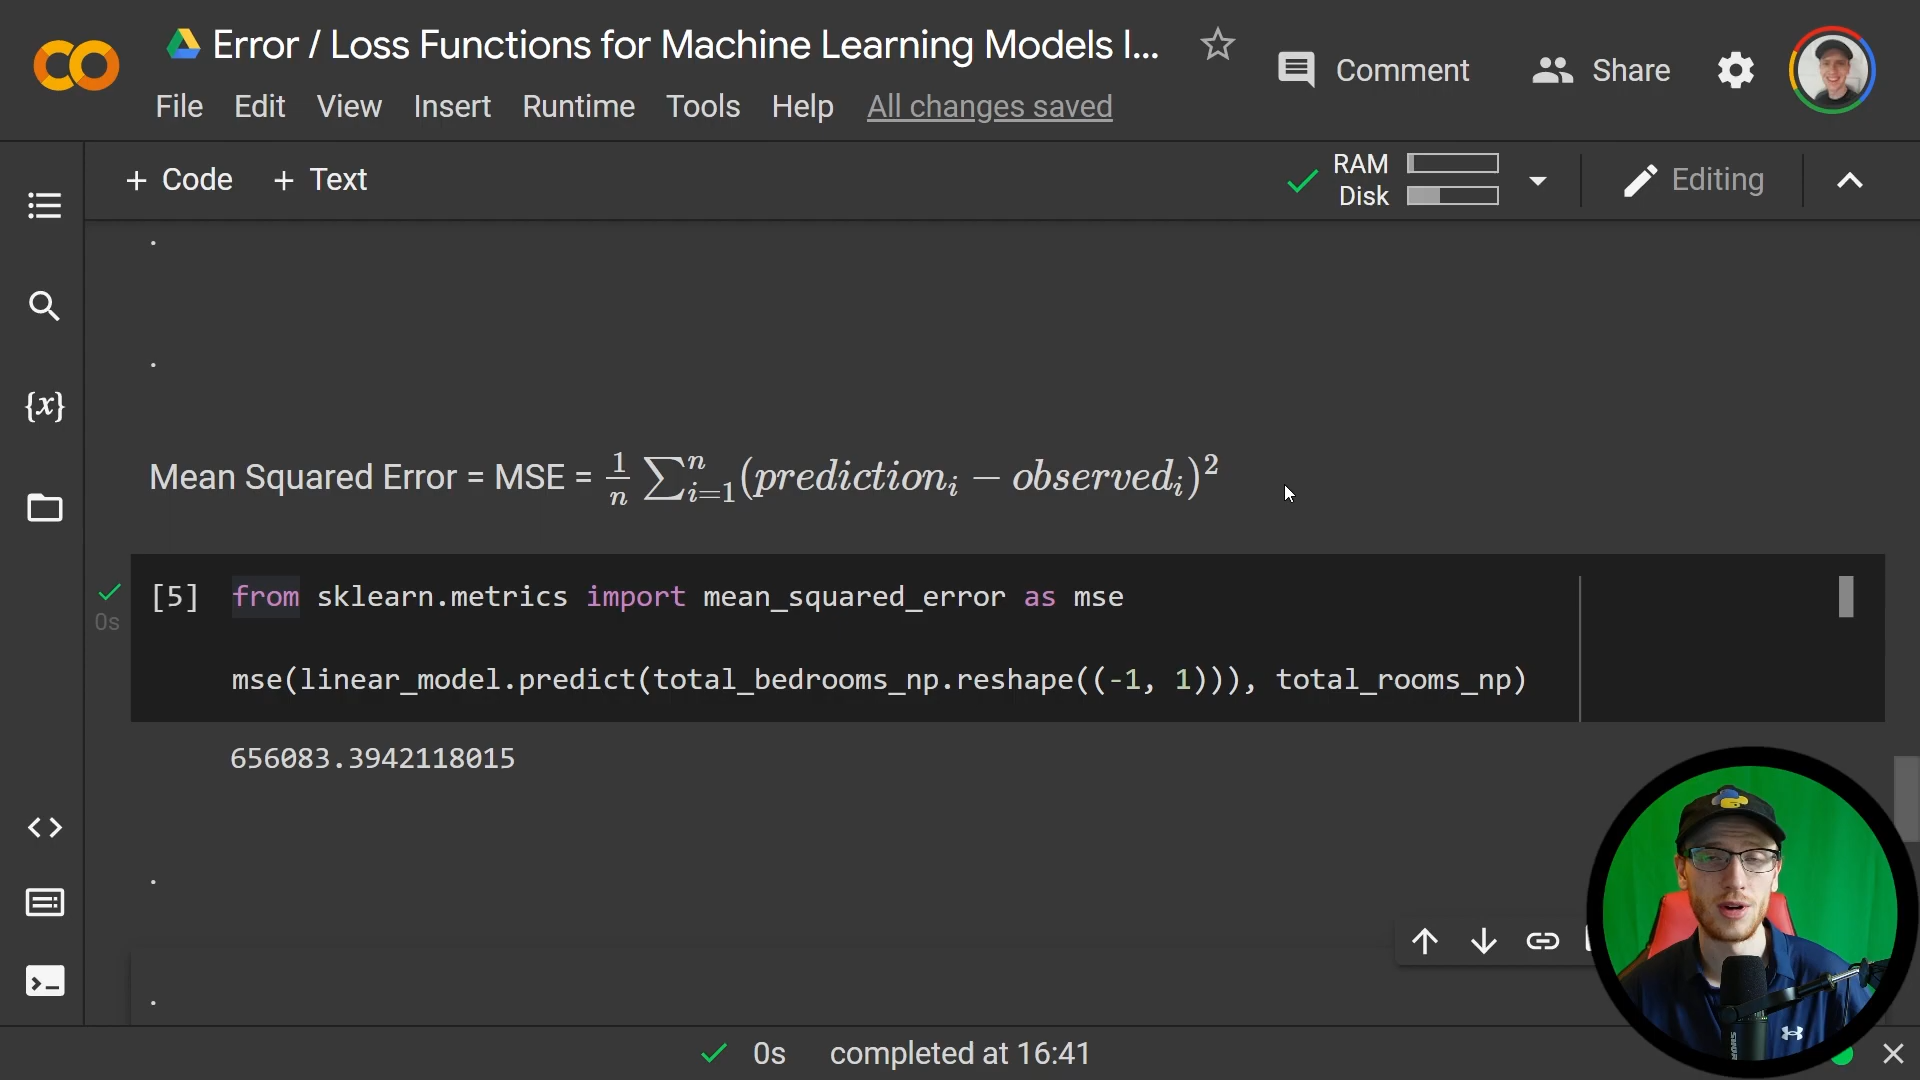 Error / Loss Functions for Machine Learning Models I...
Comment
Share
File Edit View Insert Runtime Tools Help All changes saved
+ Code + Text
RAM
Disk
Editing
.
.
{x}
Mean Squared Error = MSE = \frac{1}{n} \sum_{i=1}^{n} (prediction_i − observed_i)^2
[5] from sklearn.metrics import mean_squared_error as mse
0s
mse(linear_model.predict(total_bedrooms_np.reshape((-1, 1))), total_rooms_np)
656083.3942118015
.
.
0s completed at 16:41